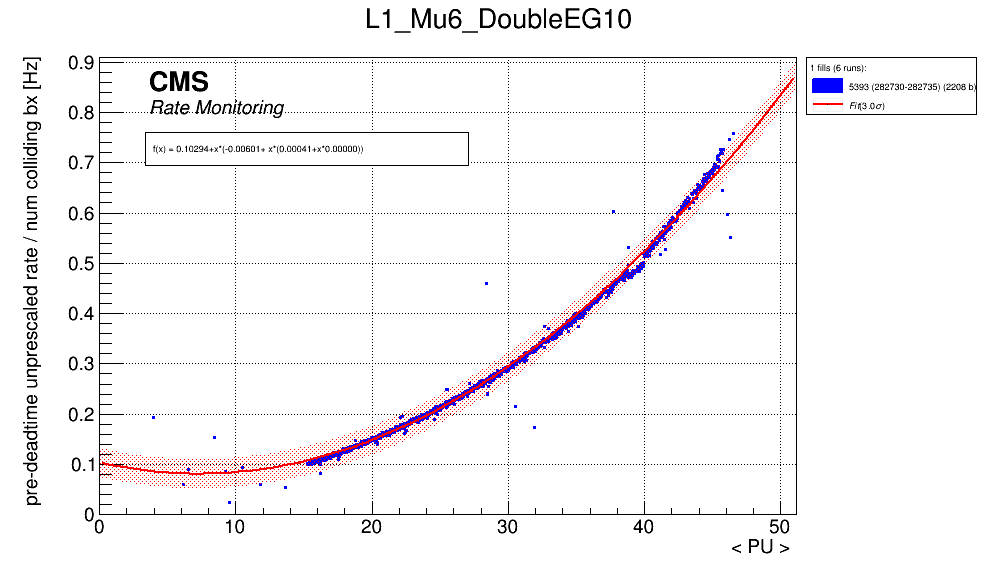 L1_Mu6_DoubleEG10
pre-deadtime unprescaled rate / num colliding bx [Hz]
CMS
Rate Monitoring
f(x) = 0.10294+x*(-0.00601+ x*(0.00041+x*0.00000))
1 fills (6 runs):
5393 (282730-282735) (2208 b)
Fit(3.0σ)
0.9
0.8
0.7
0.6
0.5
0.4
0.3
0.2
0.1
0
0 10 20 30 40 50
< PU >